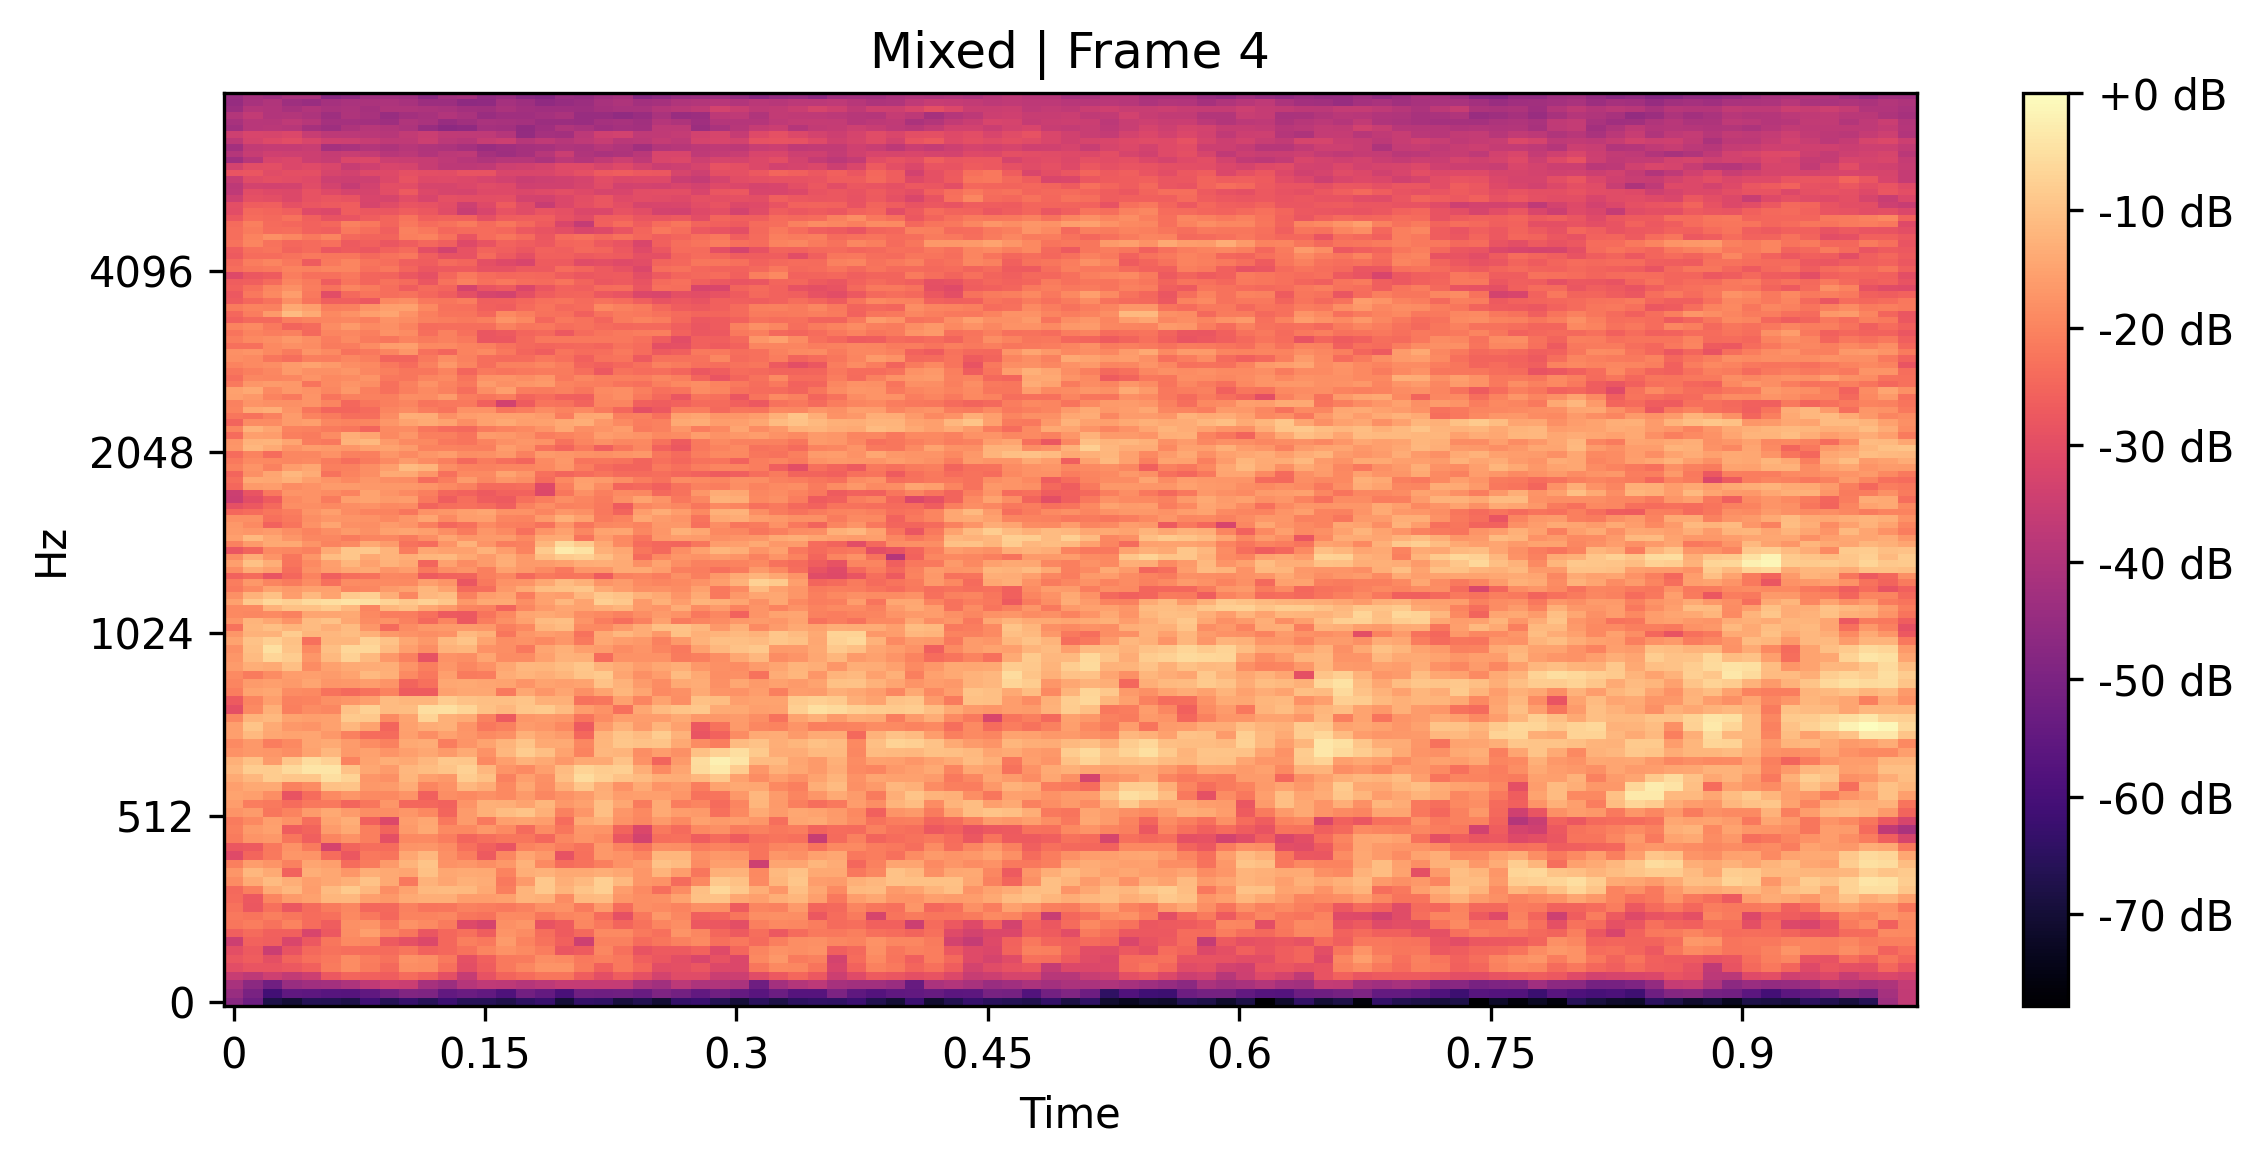 Mixed | Frame 4
+0 dB
-10 dB
-20 dB
-30 dB
-40 dB
-50 dB
-60 dB
-70 dB
4096
2048
1024
512
0
Hz
0 0.15 0.3 0.45 0.6 0.75 0.9
Time